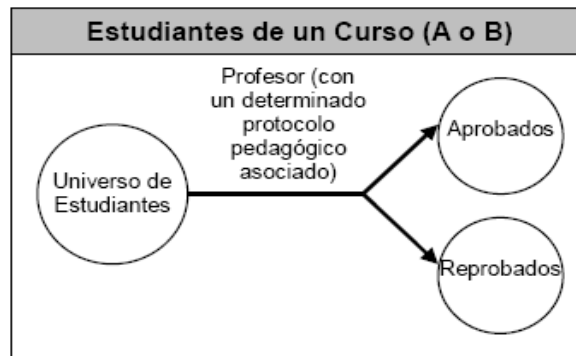 Estudiantes de un Curso (A o B)
Profesor (con
un determinado
protocolo
pedagógico
asociado)
Universo de
Estudiantes
Aprobados
Reprobados